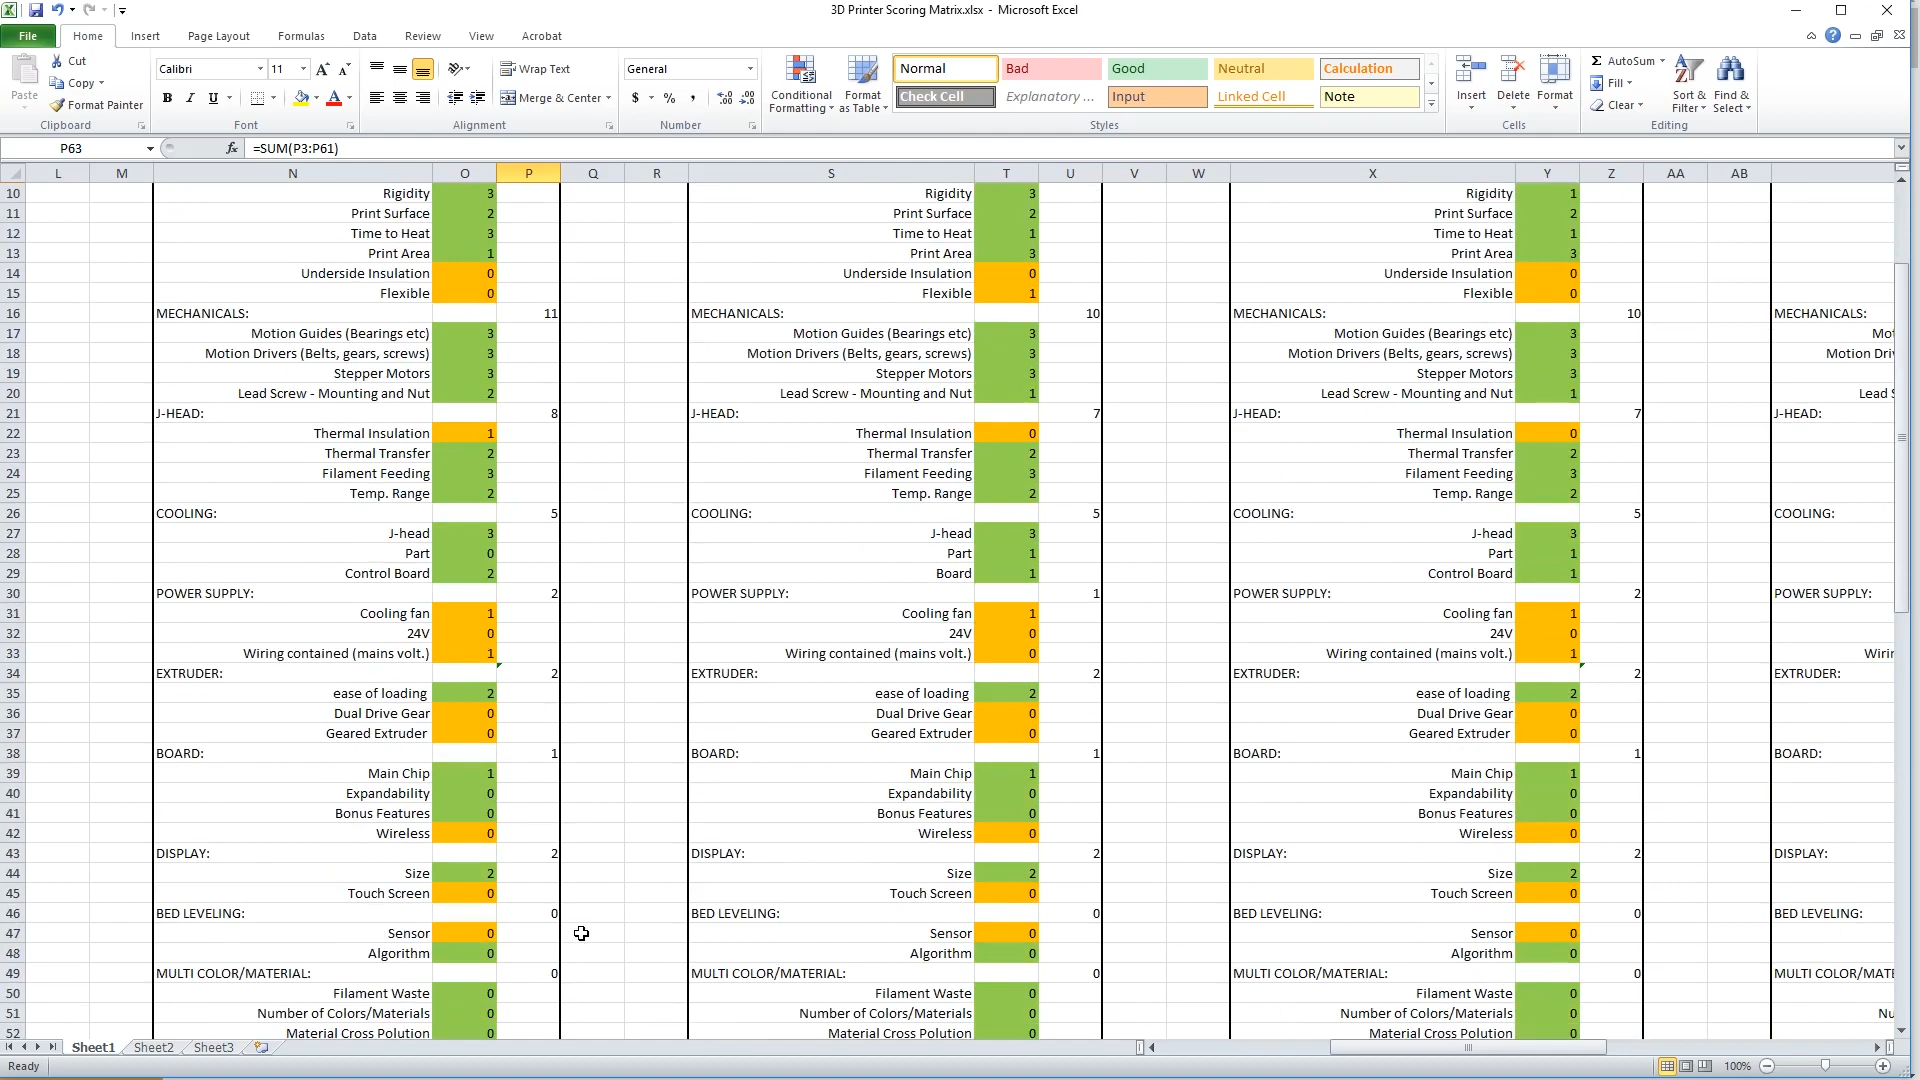 3D Printer Scoring Matrix.xlsx - Microsoft Excel
File Home Insert Page Layout Formulas Data Review View Acrobat
Paste Cut Copy Format Painter Clipboard
Calibri 11 B I U Font
Wrap Text Merge & Center Alignment
General $ % , Number
Conditional Formatting Format as Table
Normal Bad Good Neutral Calculation
Check Cell Explanatory ... Input Linked Cell Note
Styles
Insert Delete Format Cells
AutoSum Fill Clear Sort & Filter Find & Select Editing
P63 fx =SUM(P3:P61)
L M N O P Q R S T U V W X Y Z AA AB
10 Rigidity 3 Rigidity 3 Rigidity 1
11 Print Surface 2 Print Surface 2 Print Surface 2
12 Time to Heat 3 Time to Heat 1 Time to Heat 1
13 Print Area 1 Print Area 3 Print Area 3
14 Underside Insulation 0 Underside Insulation 0 Underside Insulation 0
15 Flexible 0 Flexible 1 Flexible 0
16 MECHANICALS: 11 MECHANICALS: 10 MECHANICALS: 10 MECHANICALS:
17 Motion Guides (Bearings etc) 3 Motion Guides (Bearings etc) 3 Motion Guides (Bearings etc) 3 Mot
18 Motion Drivers (Belts, gears, screws) 3 Motion Drivers (Belts, gears, screws) 3 Motion Drivers (Belts, gears, screws) 3 Motion Driv
19 Stepper Motors 3 Stepper Motors 3 Stepper Motors 3
20 Lead Screw - Mounting and Nut 2 Lead Screw - Mounting and Nut 1 Lead Screw - Mounting and Nut 1 Lead S
21 J-HEAD: 8 J-HEAD: 7 J-HEAD: 7 J-HEAD:
22 Thermal Insulation 1 Thermal Insulation 0 Thermal Insulation 0
23 Thermal Transfer 2 Thermal Transfer 2 Thermal Transfer 2
24 Filament Feeding 3 Filament Feeding 3 Filament Feeding 3
25 Temp. Range 2 Temp. Range 2 Temp. Range 2
26 COOLING: 5 COOLING: 5 COOLING: 5 COOLING:
27 J-head 3 J-head 3 J-head 3
28 Part 0 Part 1 Part 1
29 Control Board 2 Board 1 Control Board 1
30 POWER SUPPLY: 2 POWER SUPPLY: 1 POWER SUPPLY: 2 POWER SUPPLY:
31 Cooling fan 1 Cooling fan 1 Cooling fan 1
32 24V 0 24V 0 24V 0
33 Wiring contained (mains volt.) 1 Wiring contained (mains volt.) 0 Wiring contained (mains volt.) 1 Wirin
34 EXTRUDER: 2 EXTRUDER: 2 EXTRUDER: 2 EXTRUDER:
35 ease of loading 2 ease of loading 2 ease of loading 2
36 Dual Drive Gear 0 Dual Drive Gear 0 Dual Drive Gear 0
37 Geared Extruder 0 Geared Extruder 0 Geared Extruder 0
38 BOARD: 1 BOARD: 1 BOARD: 1 BOARD:
39 Main Chip 1 Main Chip 1 Main Chip 1
40 Expandability 0 Expandability 0 Expandability 0
41 Bonus Features 0 Bonus Features 0 Bonus Features 0
42 Wireless 0 Wireless 0 Wireless 0
43 DISPLAY: 2 DISPLAY: 2 DISPLAY: 2 DISPLAY:
44 Size 2 Size 2 Size 2
45 Touch Screen 0 Touch Screen 0 Touch Screen 0
46 BED LEVELING: 0 BED LEVELING: 0 BED LEVELING: 0 BED LEVELING:
47 Sensor 0 Sensor 0 Sensor 0
48 Algorithm 0 Algorithm 0 Algorithm 0
49 MULTI COLOR/MATERIAL: 0 MULTI COLOR/MATERIAL: 0 MULTI COLOR/MATERIAL: 0 MULTI COLOR/MATE
50 Filament Waste 0 Filament Waste 0 Filament Waste 0
51 Number of Colors/Materials 0 Number of Colors/Materials 0 Number of Colors/Materials 0 Nu
52 Material Cross Polution 0 Material Cross Polution 0 Material Cross Polution 0
Sheet1 Sheet2 Sheet3
Ready 100%